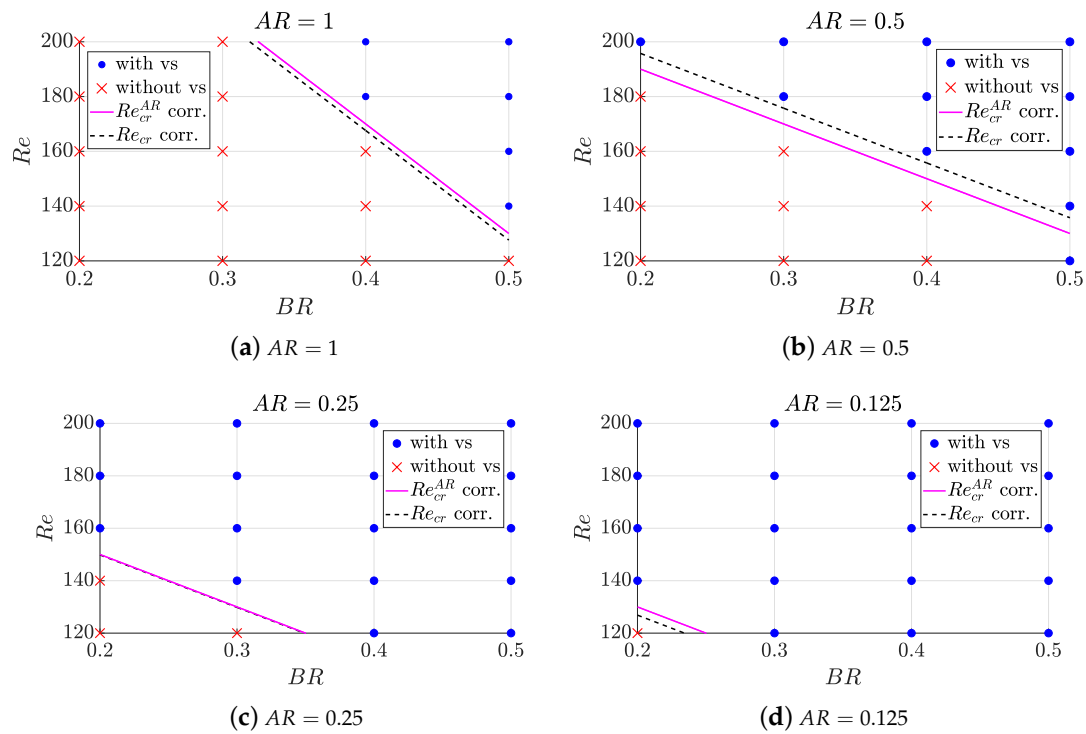 AR = 1
200
180
160
140
120
Re
with vs
without vs
Re_cr^AR corr.
Re_cr corr.
0.2
0.3
0.4
0.5
BR
(a) AR = 1
AR = 0.5
200
180
160
140
120
Re
with vs
without vs
Re_cr^AR corr.
Re_cr corr.
0.2
0.3
0.4
0.5
BR
(b) AR = 0.5
AR = 0.25
200
180
160
140
120
Re
with vs
without vs
Re_cr^AR corr.
Re_cr corr.
0.2
0.3
0.4
0.5
BR
(c) AR = 0.25
AR = 0.125
200
180
160
140
120
Re
with vs
without vs
Re_cr^AR corr.
Re_cr corr.
0.2
0.3
0.4
0.5
BR
(d) AR = 0.125